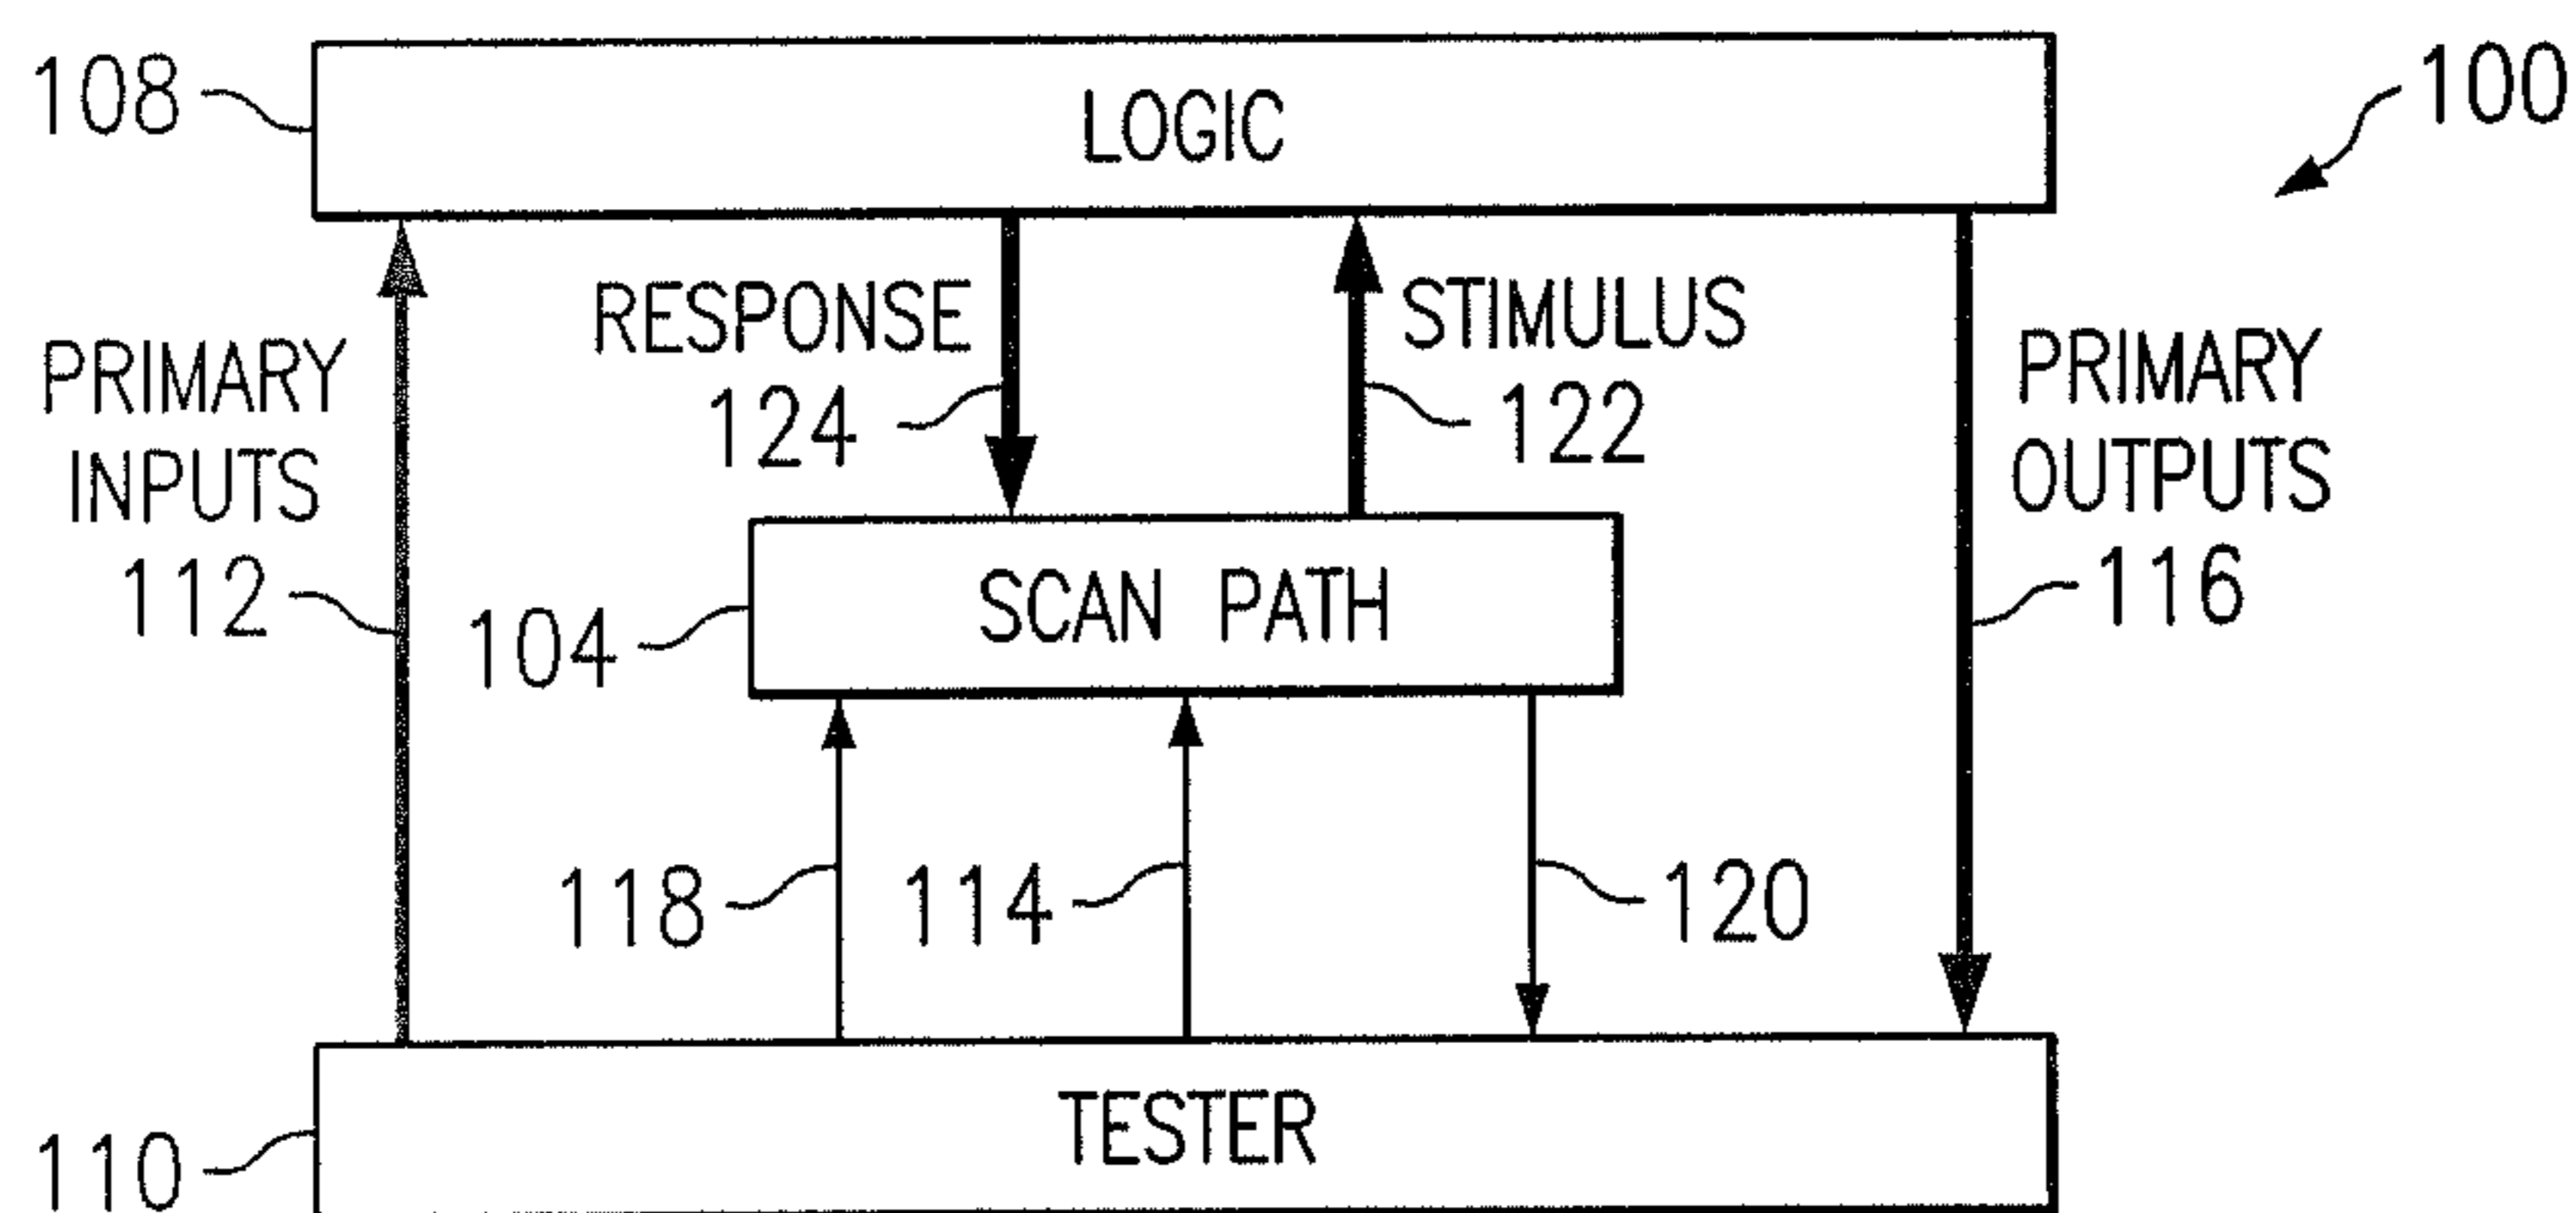 108
LOGIC
100
RESPONSE
124
STIMULUS
122
PRIMARY
INPUTS
112
PRIMARY
OUTPUTS
116
104
SCAN PATH
118
114
120
TESTER
110